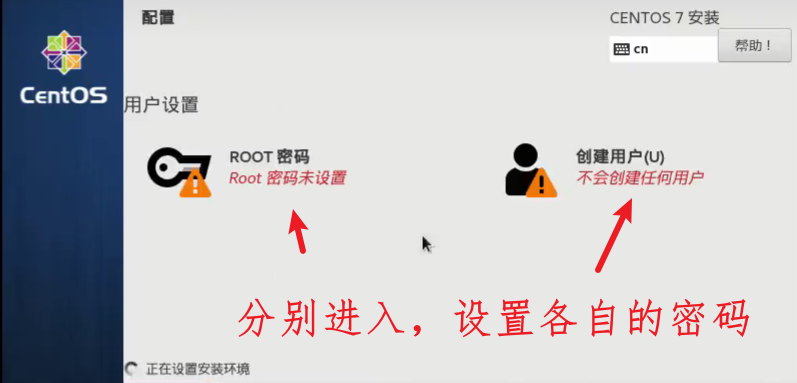 配置
CENTOS 7 安装
cn
帮助！
CentOS
用户设置
ROOT 密码
Root 密码未设置
创建用户(U)
不会创建任何用户
分别进入，设置各自的密码
正在设置安装环境